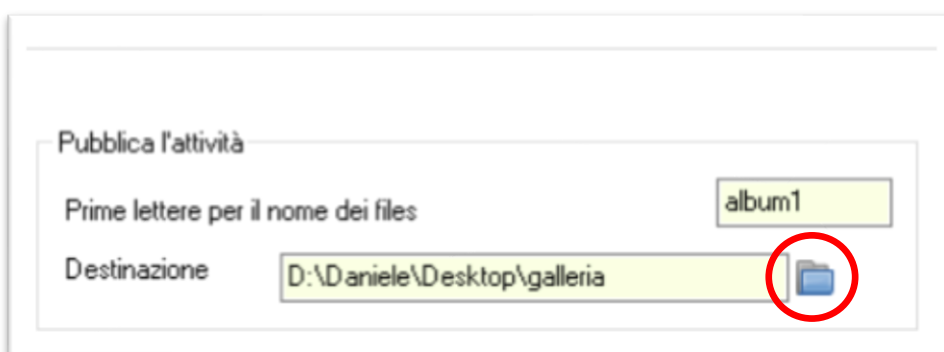 Pubblica l'attività
Prime lettere per il nome dei files
album1
Destinazione
D:\Daniele\Desktop\galleria